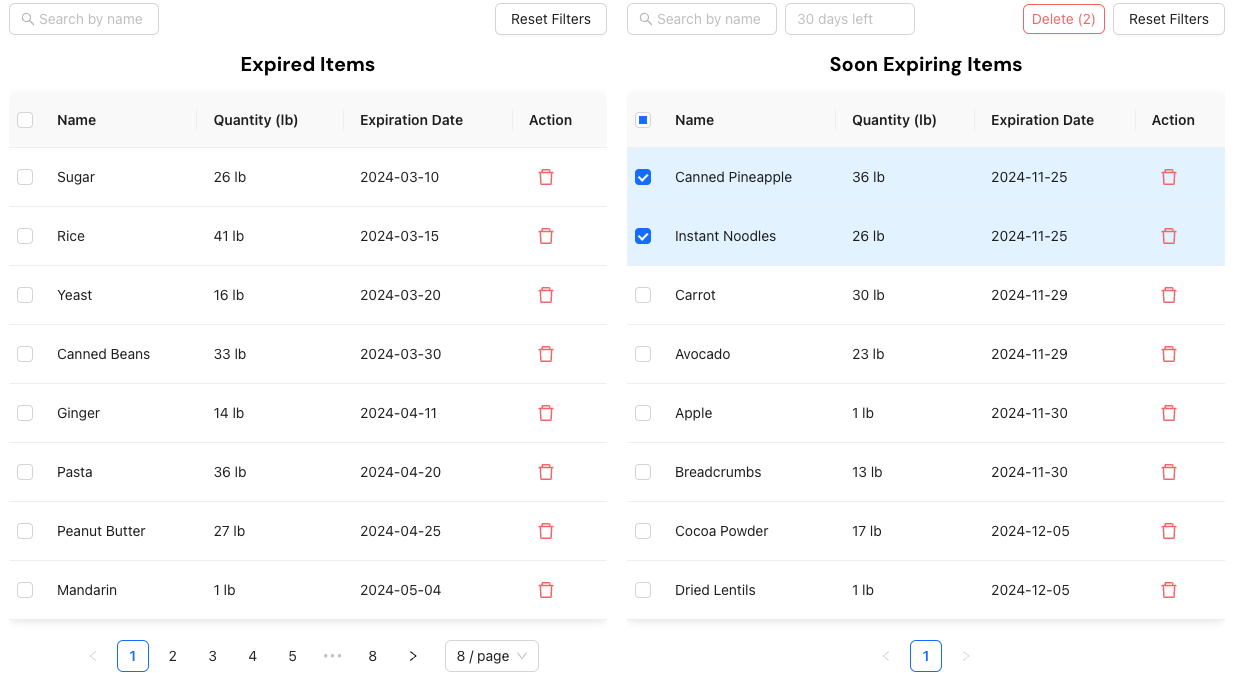 Search by name Reset Filters
Expired Items
Name Quantity (lb) Expiration Date Action
Sugar 26 lb 2024-03-10
Rice 41 lb 2024-03-15
Yeast 16 lb 2024-03-20
Canned Beans 33 lb 2024-03-30
Ginger 14 lb 2024-04-11
Pasta 36 lb 2024-04-20
Peanut Butter 27 lb 2024-04-25
Mandarin 1 lb 2024-05-04
< 1 2 3 4 5 ••• 8 > 8 / page
Search by name 30 days left Delete (2) Reset Filters
Soon Expiring Items
Name Quantity (lb) Expiration Date Action
Canned Pineapple 36 lb 2024-11-25
Instant Noodles 26 lb 2024-11-25
Carrot 30 lb 2024-11-29
Avocado 23 lb 2024-11-29
Apple 1 lb 2024-11-30
Breadcrumbs 13 lb 2024-11-30
Cocoa Powder 17 lb 2024-12-05
Dried Lentils 1 lb 2024-12-05
< 1 >